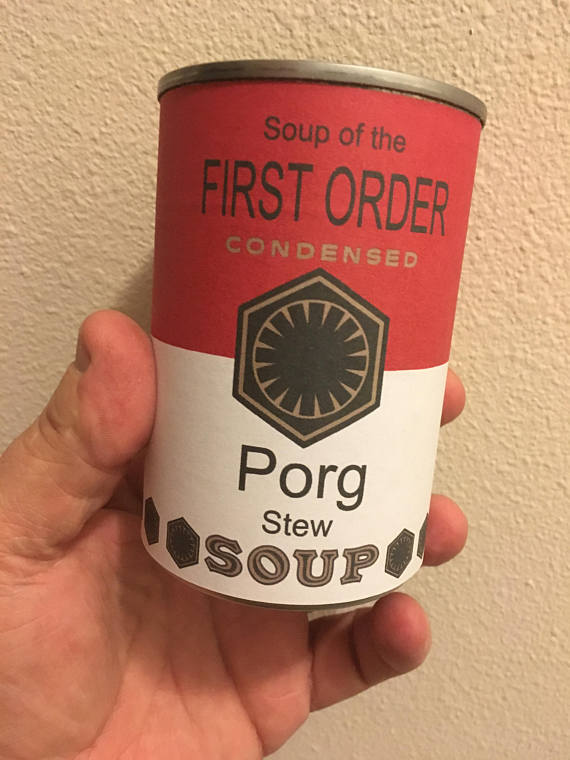 Soup of the
FIRST ORDER
CONDENSED
Porg
Stew
SOUP